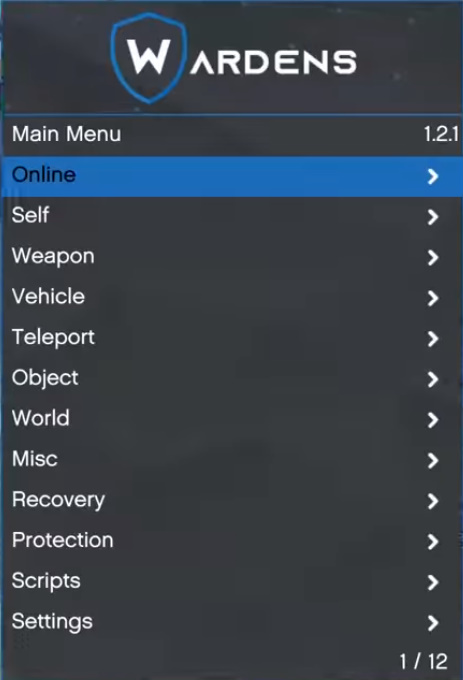 WARDENS
Main Menu 1.2.1
Online
Self
Weapon
Vehicle
Teleport
Object
World
Misc
Recovery
Protection
Scripts
Settings
1 / 12